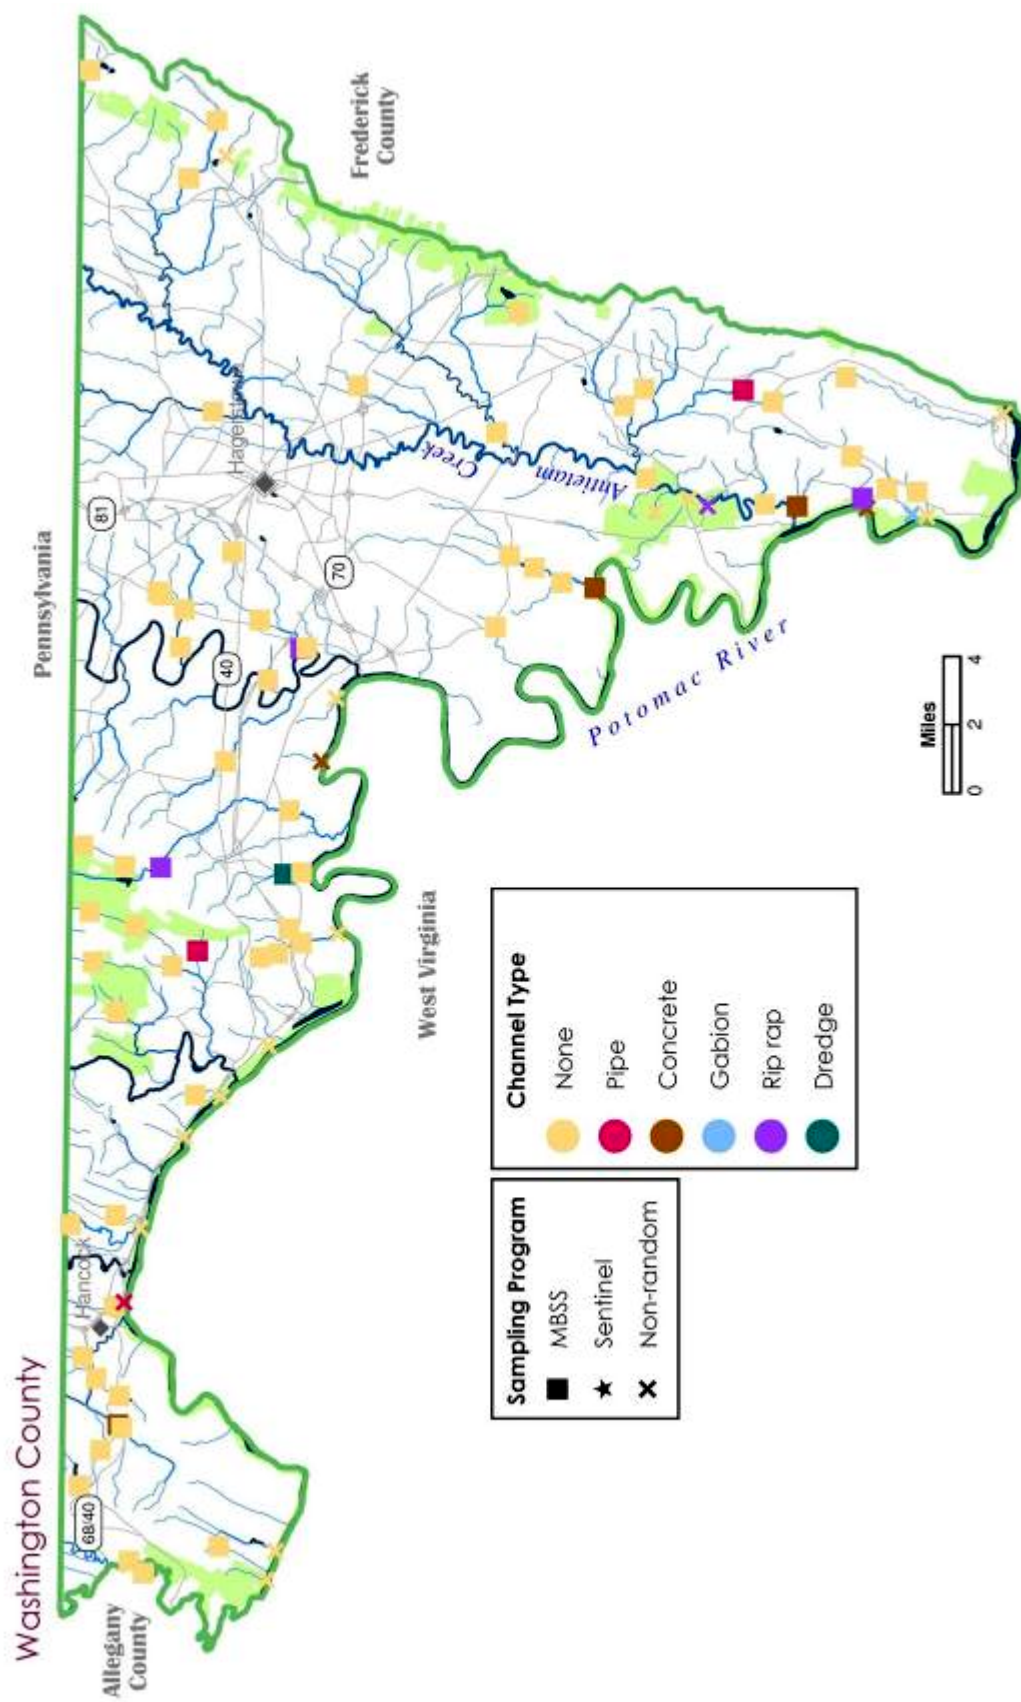 Washington County
Pennsylvania
Allegany
County
Frederick
County
West Virginia
68/40
Hancock
40
81
70
Hagerstown
Antietam
Creek
Potomac River
Miles
0 2 4
Sampling Program
MBSS
Sentinel
Non-random
Channel Type
None
Pipe
Concrete
Gabion
Rip rap
Dredge